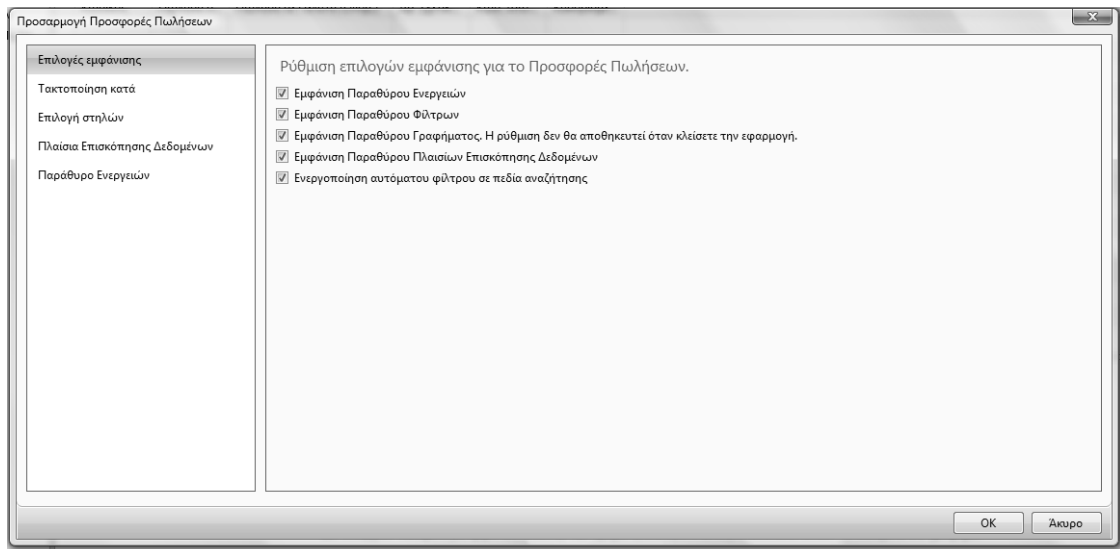 Προσαρμογή Προσφορές Πωλήσεων
Επιλογές εμφάνισης
Τακτοποίηση κατά
Επιλογή στηλών
Πλαίσια Επισκόπησης Δεδομένων
Παράθυρο Ενεργειών
Ρύθμιση επιλογών εμφάνισης για το Προσφορές Πωλήσεων.
Εμφάνιση Παραθύρου Ενεργειών
Εμφάνιση Παραθύρου Φίλτρων
Εμφάνιση Παραθύρου Γραφήματος. Η ρύθμιση δεν θα αποθηκευτεί όταν κλείσετε την εφαρμογή.
Εμφάνιση Παραθύρου Πλαισίων Επισκόπησης Δεδομένων
Ενεργοποίηση αυτόματου φίλτρου σε πεδία αναζήτησης
OK
Άκυρο